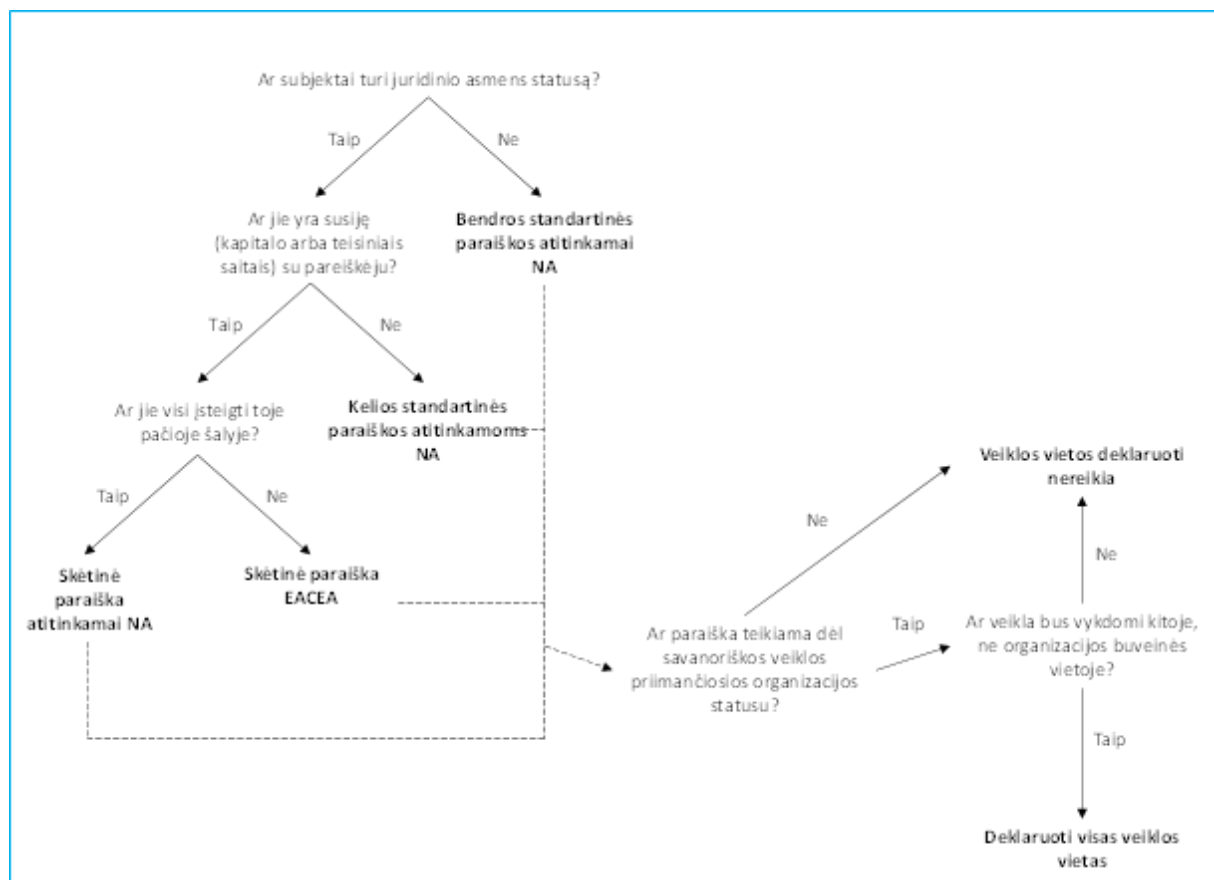 Ar subjektai turi juridinio asmens statusą?
Taip
Ne
Ar jie yra susiję
(kapitalo arba teisiniais
saitais) su pareiškėju?
Bendros standartinės
paraiškos atitinkamai
NA
Taip
Ne
Ar jie visi įsteigti toje
pačioje šalyje?
Kelios standartinės
paraiškos atitinkamoms
NA
Taip
Ne
Skėtinė
paraiška
atitinkamai NA
Skėtinė paraiška
EACEA
Ar paraiška teikiama dėl
savanoriškos veiklos
priimančiosios organizacijos
statusu?
Ne
Taip
Veiklos vietos deklaruoti
nereikia
Ne
Ar veikla bus vykdomi kitoje,
ne organizacijos buveinės
vietoje?
Taip
Deklaruoti visas veiklos
vietas